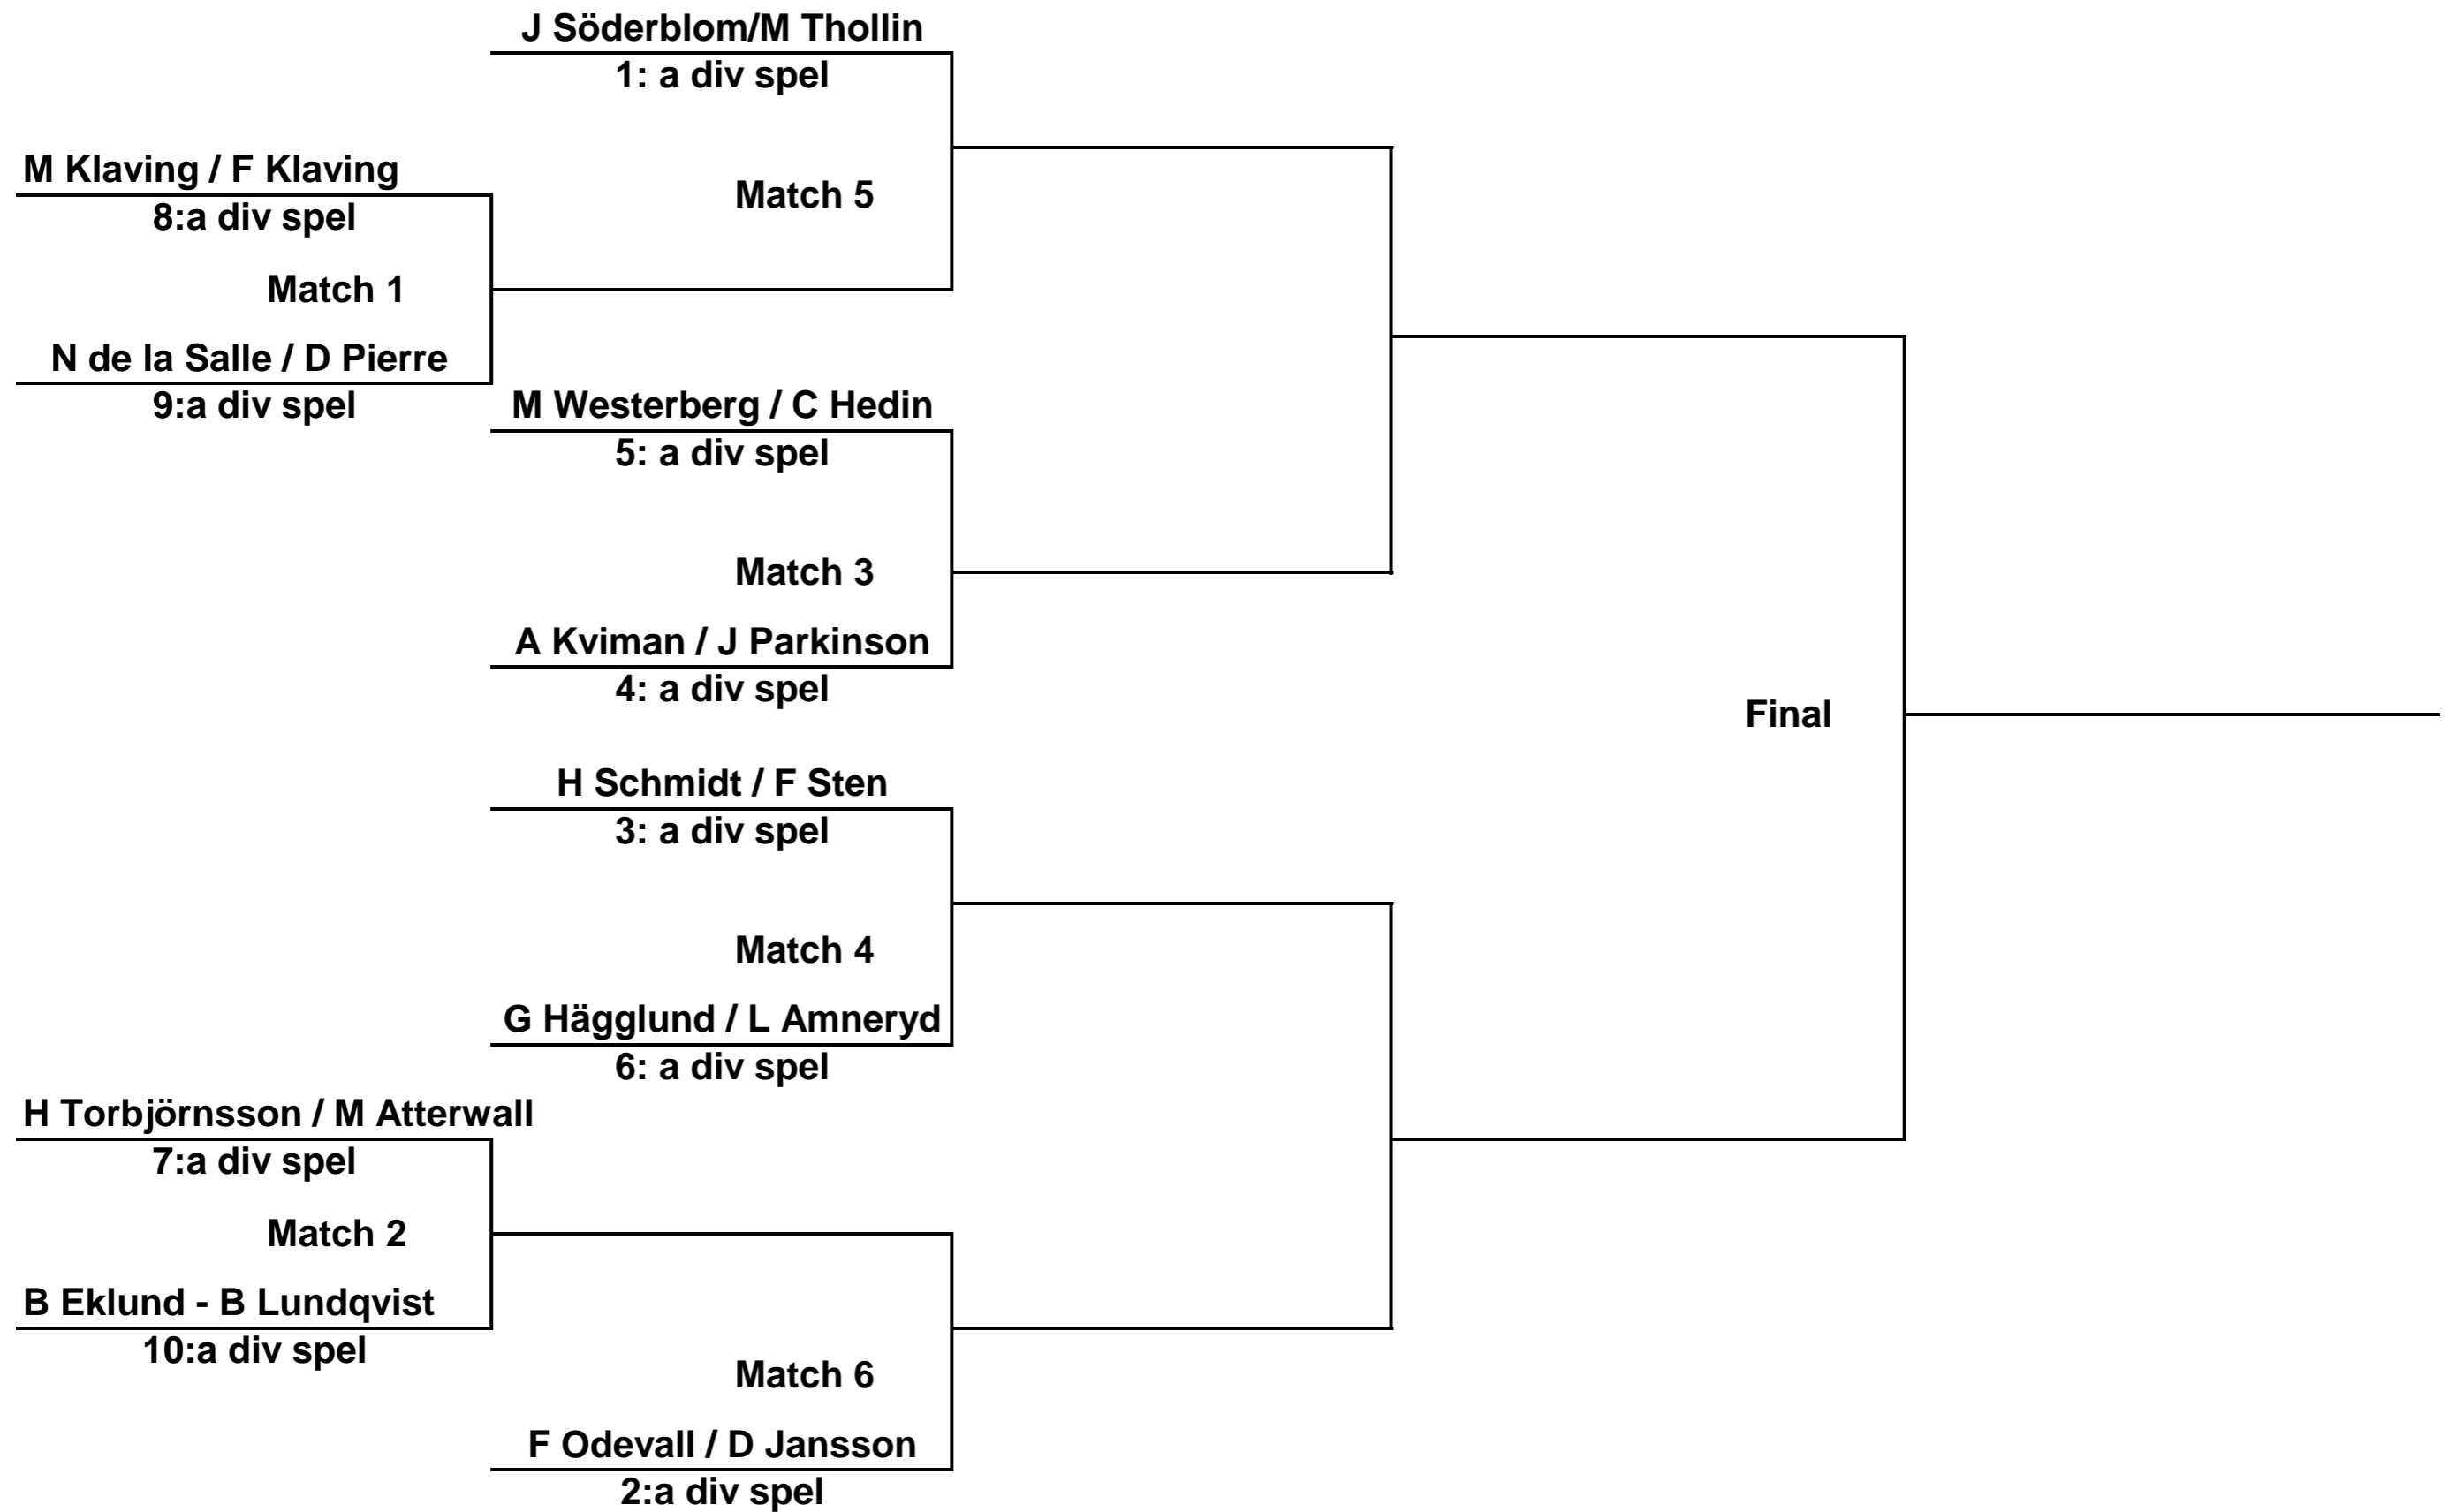 J Söderblom/M Thollin
1: a div spel
M Klaving / F Klaving
Match 5
8:a div spel
Match 1
N de la Salle / D Pierre
9:a div spel
M Westerberg / C Hedin
5: a div spel
Match 3
A Kviman / J Parkinson
4: a div spel
Final
H Schmidt / F Sten
3: a div spel
Match 4
G Hägglund / L Amneryd
6: a div spel
H Torbjörnsson / M Atterwall
7:a div spel
Match 2
B Eklund - B Lundqvist
10:a div spel
Match 6
F Odevall / D Jansson
2:a div spel